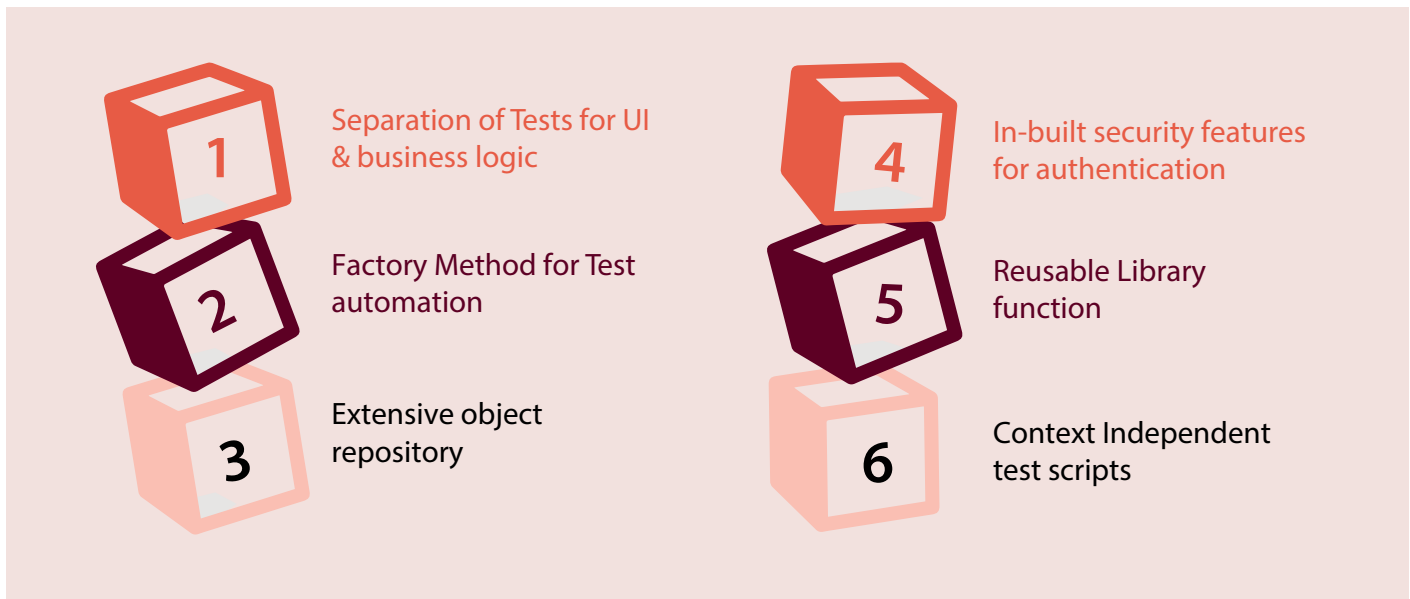 1
Separation of Tests for UI
& business logic
2
Factory Method for Test
automation
3
Extensive object
repository
4
In-built security features
for authentication
5
Reusable Library
function
6
Context Independent
test scripts